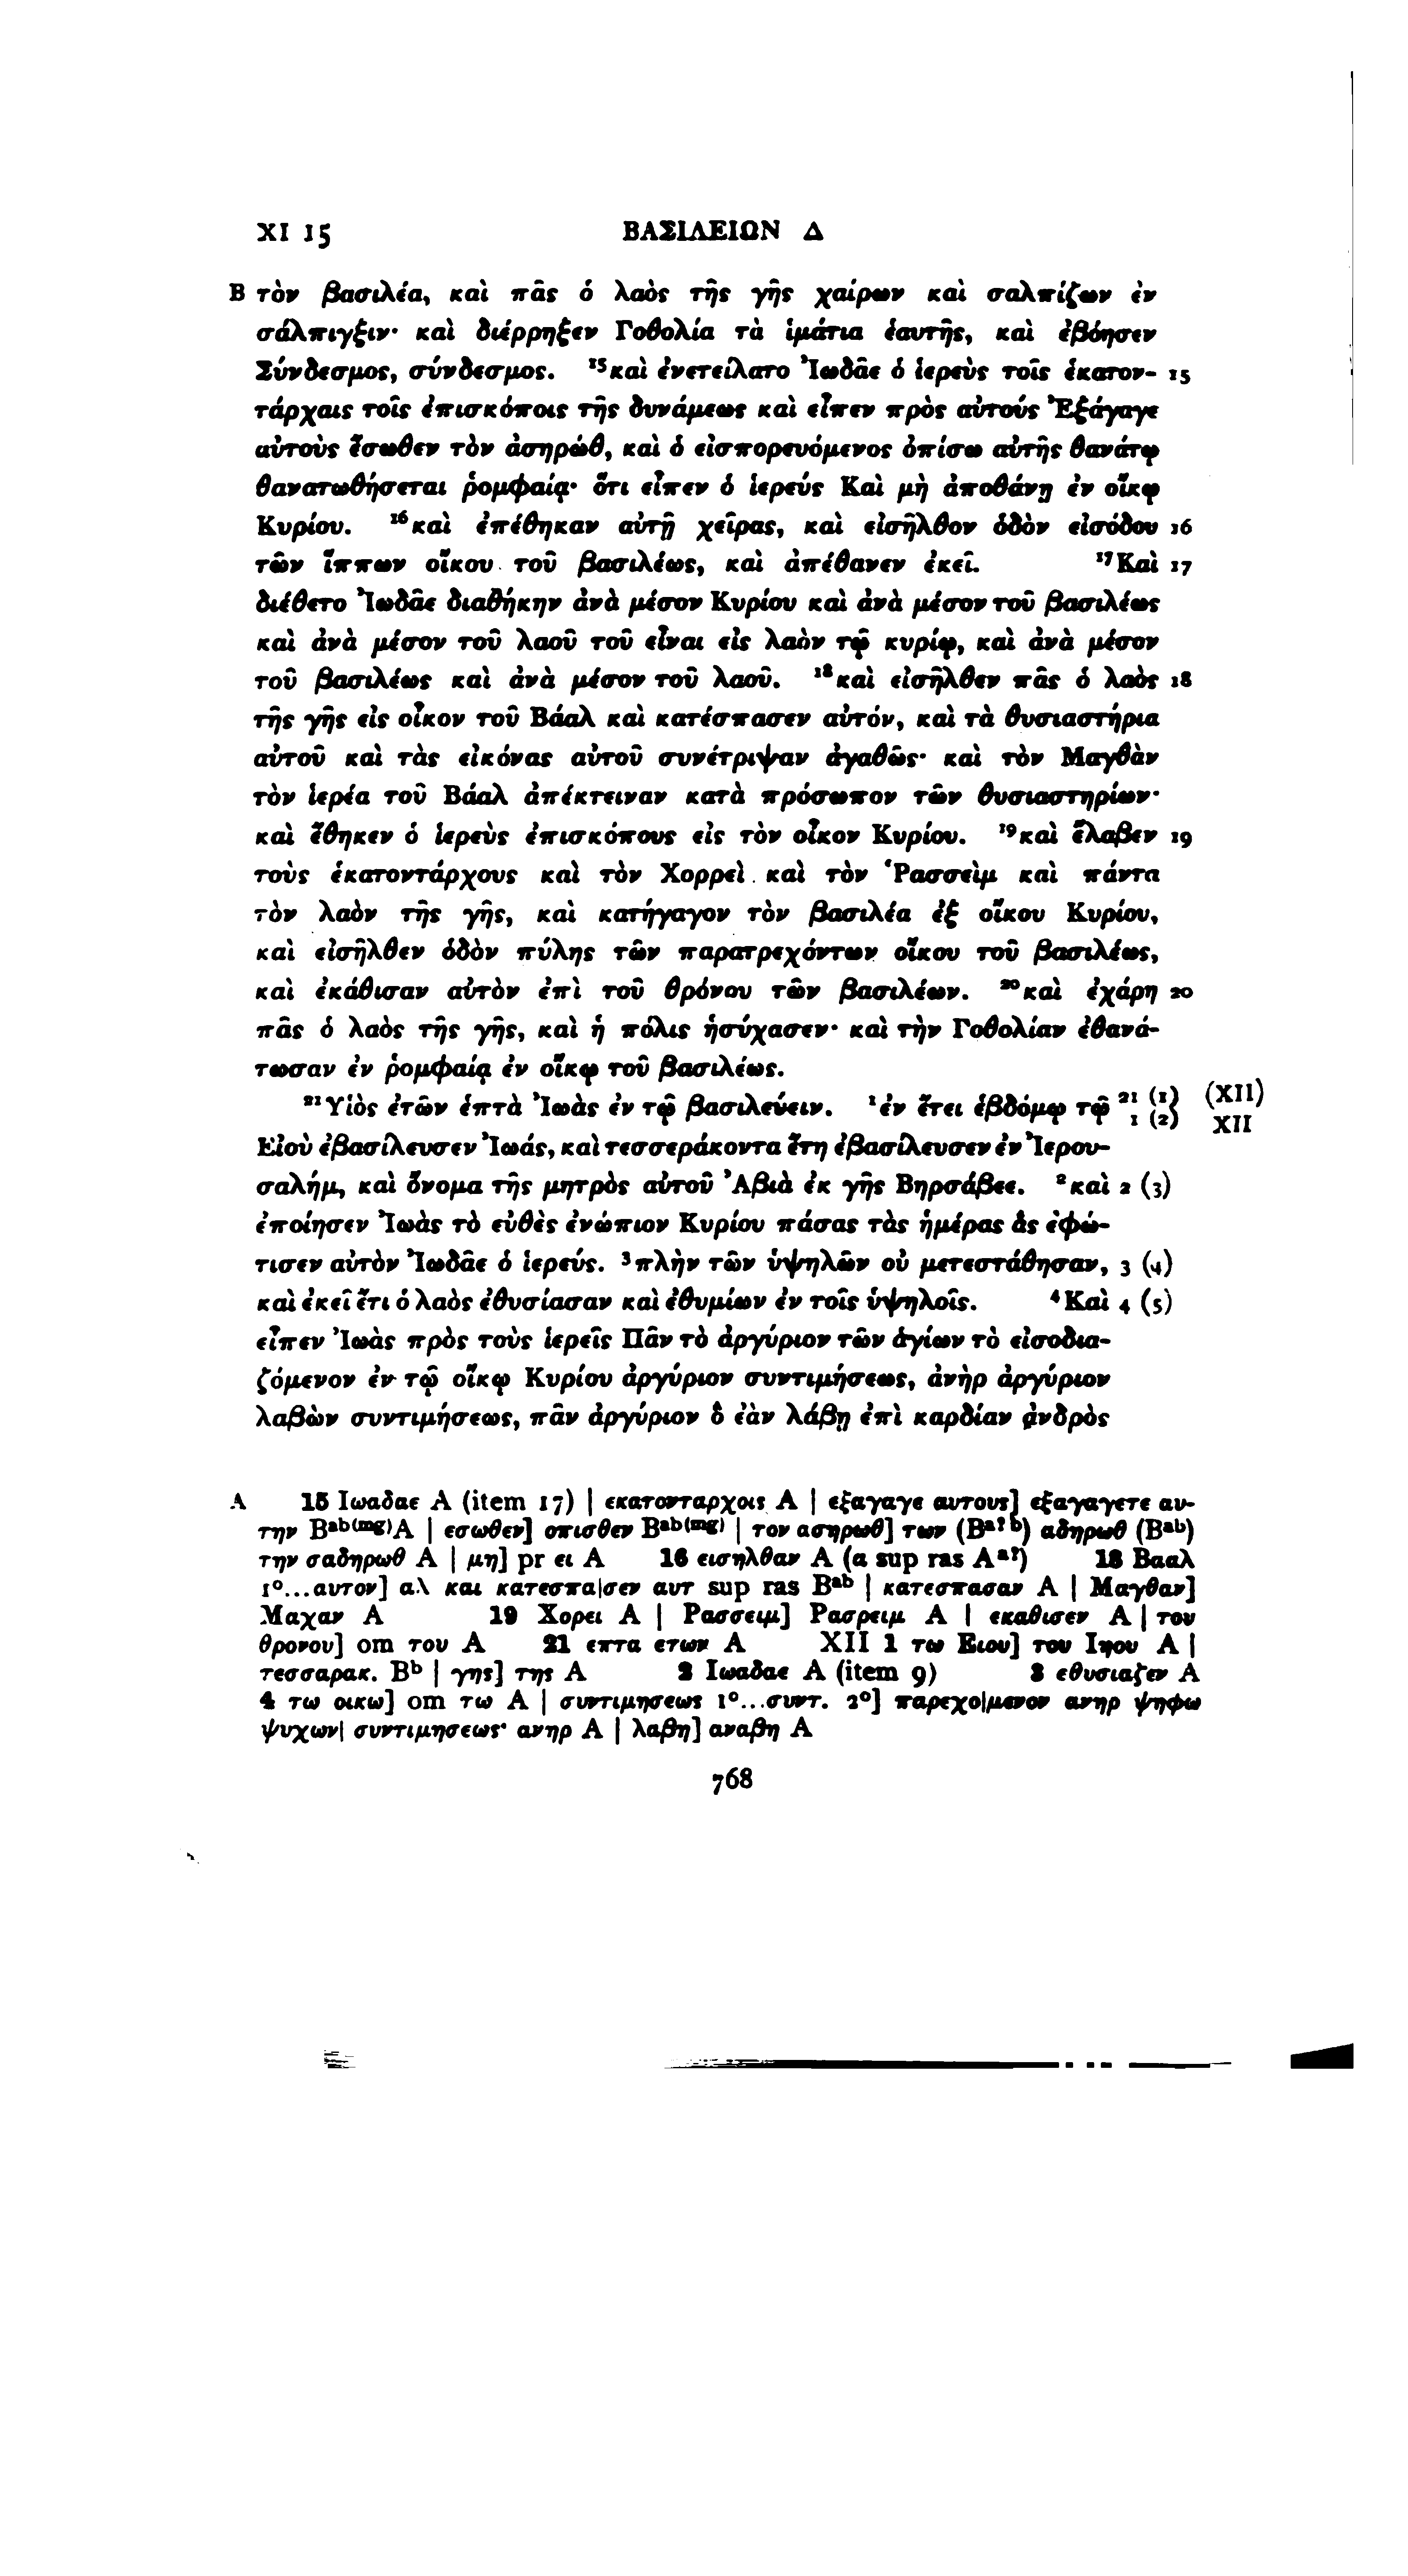 XI 15 ΒΑΣΙΛΕΙΩΝ Δ
B τὸν βασιλέα, καὶ πᾶς ὁ λαὸς τῆς γῆς χαίρων καὶ σαλπίζων ἐν
σάλπιγξιν· καὶ διέρρηξεν Γοθολία τὰ ἱμάτια ἑαυτῆς, καὶ ἐβόησεν
Σύνδεσμος, σύνδεσμος. ¹⁵καὶ ἐνετείλατο Ἰωδᾶε ὁ ἱερεὺς τοῖς ἑκατον- 15
τάρχαις τοῖς ἐπισκόποις τῆς δυνάμεως καὶ εἶπεν πρὸς αὐτούς Ἐξάγαγε
αὐτοὺς ἔσωθεν τὸν ἀσηρώθ, καὶ ὁ εἰσπορευόμενος ὀπίσω αὐτῆς θανάτῳ
θανατωθήσεται ῥομφαίᾳ· ὅτι εἶπεν ὁ ἱερεύς Καὶ μὴ ἀποθάνῃ ἐν οἴκῳ
Κυρίου. ¹⁶καὶ ἐπέθηκαν αὐτῇ χεῖρας, καὶ εἰσῆλθον ὁδὸν εἰσόδου 16
τῶν ἵππων οἴκου τοῦ βασιλέως, καὶ ἀπέθανεν ἐκεῖ. ¹⁷Καὶ 17
διέθετο Ἰωδᾶε διαθήκην ἀνὰ μέσον Κυρίου καὶ ἀνὰ μέσον τοῦ βασιλέως
καὶ ἀνὰ μέσον τοῦ λαοῦ τοῦ εἶναι εἰς λαὸν τῷ κυρίῳ, καὶ ἀνὰ μέσον
τοῦ βασιλέως καὶ ἀνὰ μέσον τοῦ λαοῦ. ¹⁸καὶ εἰσῆλθεν πᾶς ὁ λαὸς 18
τῆς γῆς εἰς οἶκον τοῦ Βάαλ καὶ κατέσπασεν αὐτόν, καὶ τὰ θυσιαστήρια
αὐτοῦ καὶ τὰς εἰκόνας αὐτοῦ συνέτριψαν ἀγαθῶς· καὶ τὸν Μαγθὰν
τὸν ἱερέα τοῦ Βάαλ ἀπέκτειναν κατὰ πρόσωπον τῶν θυσιαστηρίων·
καὶ ἔθηκεν ὁ ἱερεὺς ἐπισκόπους εἰς τὸν οἶκον Κυρίου. ¹⁹καὶ ἔλαβεν 19
τοὺς ἑκατοντάρχους καὶ τὸν Χορρεὶ καὶ τὸν Ῥασσεὶμ καὶ πάντα
τὸν λαὸν τῆς γῆς, καὶ κατήγαγον τὸν βασιλέα ἐξ οἴκου Κυρίου,
καὶ εἰσῆλθεν ὁδὸν πύλης τῶν παρατρεχόντων οἴκου τοῦ βασιλέως,
καὶ ἐκάθισαν αὐτὸν ἐπὶ τοῦ θρόνου τῶν βασιλέων. ²⁰καὶ ἐχάρη 20
πᾶς ὁ λαὸς τῆς γῆς, καὶ ἡ πόλις ἡσύχασεν· καὶ τὴν Γοθολίαν ἐθανά-
τωσαν ἐν ῥομφαίᾳ ἐν οἴκῳ τοῦ βασιλέως.
²¹Υἱὸς ἐτῶν ἑπτὰ Ἰωὰς ἐν τῷ βασιλεύειν. ¹ἐν ἔτει ἑβδόμῳ τῷ 21 (1) (XII) 1 (2) XII
Εἰοὺ ἐβασίλευσεν Ἰωάς, καὶ τεσσεράκοντα ἔτη ἐβασίλευσεν ἐν Ἰερου-
σαλήμ, καὶ ὄνομα τῆς μητρὸς αὐτοῦ Ἀβιὰ ἐκ γῆς Βηρσάβεε. ²καὶ 2 (3)
ἐποίησεν Ἰωὰς τὸ εὐθὲς ἐνώπιον Κυρίου πάσας τὰς ἡμέρας ἃς ἐφώ-
τισεν αὐτὸν Ἰωδᾶε ὁ ἱερεύς. ³πλὴν τῶν ὑψηλῶν οὐ μετεστάθησαν, 3 (4)
καὶ ἐκεῖ ἔτι ὁ λαὸς ἐθυσίασαν καὶ ἐθυμίων ἐν τοῖς ὑψηλοῖς. ⁴Καὶ 4 (5)
εἶπεν Ἰωὰς πρὸς τοὺς ἱερεῖς Πᾶν τὸ ἀργύριον τῶν ἁγίων τὸ εἰσοδια-
ζόμενον ἐν τῷ οἴκῳ Κυρίου ἀργύριον συντιμήσεως, ἀνὴρ ἀργύριον
λαβὼν συντιμήσεως, πᾶν ἀργύριον ὃ ἐὰν λάβῃ ἐπὶ καρδίαν ἀνδρὸς
A 15 Ιωαδαε A (item 17) | εκατονταρχοις A | εξαγαγε αυτους] εξαγαγετε αυ-
την Bᵃᵇ⁽ᵐᵍ⁾A | εσωθεν] οπισθεν Bᵃᵇ⁽ᵐᵍ⁾ | τον ασηρωθ] των (Bᵃ?ᵇ) αδηρωθ (Bᵃᵇ)
την σαδηρωθ A | μη] pr ει A 16 εισηλθαν A (α sup ras Aᵃ?) 18 Βααλ
1°...αυτον] αλ και κατεσπα|σεν αυτ sup ras Bᵃᵇ | κατεσπασαν A | Μαγθαν]
Μαχαν A 19 Χορει A | Ρασσειμ] Ρασρειμ A | εκαθισεν A | του
θρονου] om του A 21 επτα ετων A XII 1 τω Ειου] του Ιηου A |
τεσσαρακ. Bᵇ | γης] της A 2 Ιωαδαε A (item 9) 3 εθυσιαζεν A
4 τω οικω] om τω A | συντιμησεως 1°...συντ. 2°] παρεχο|μενον ανηρ ψηφω
ψυχων| συντιμησεως· ανηρ A | λαβη] αναβη A
768